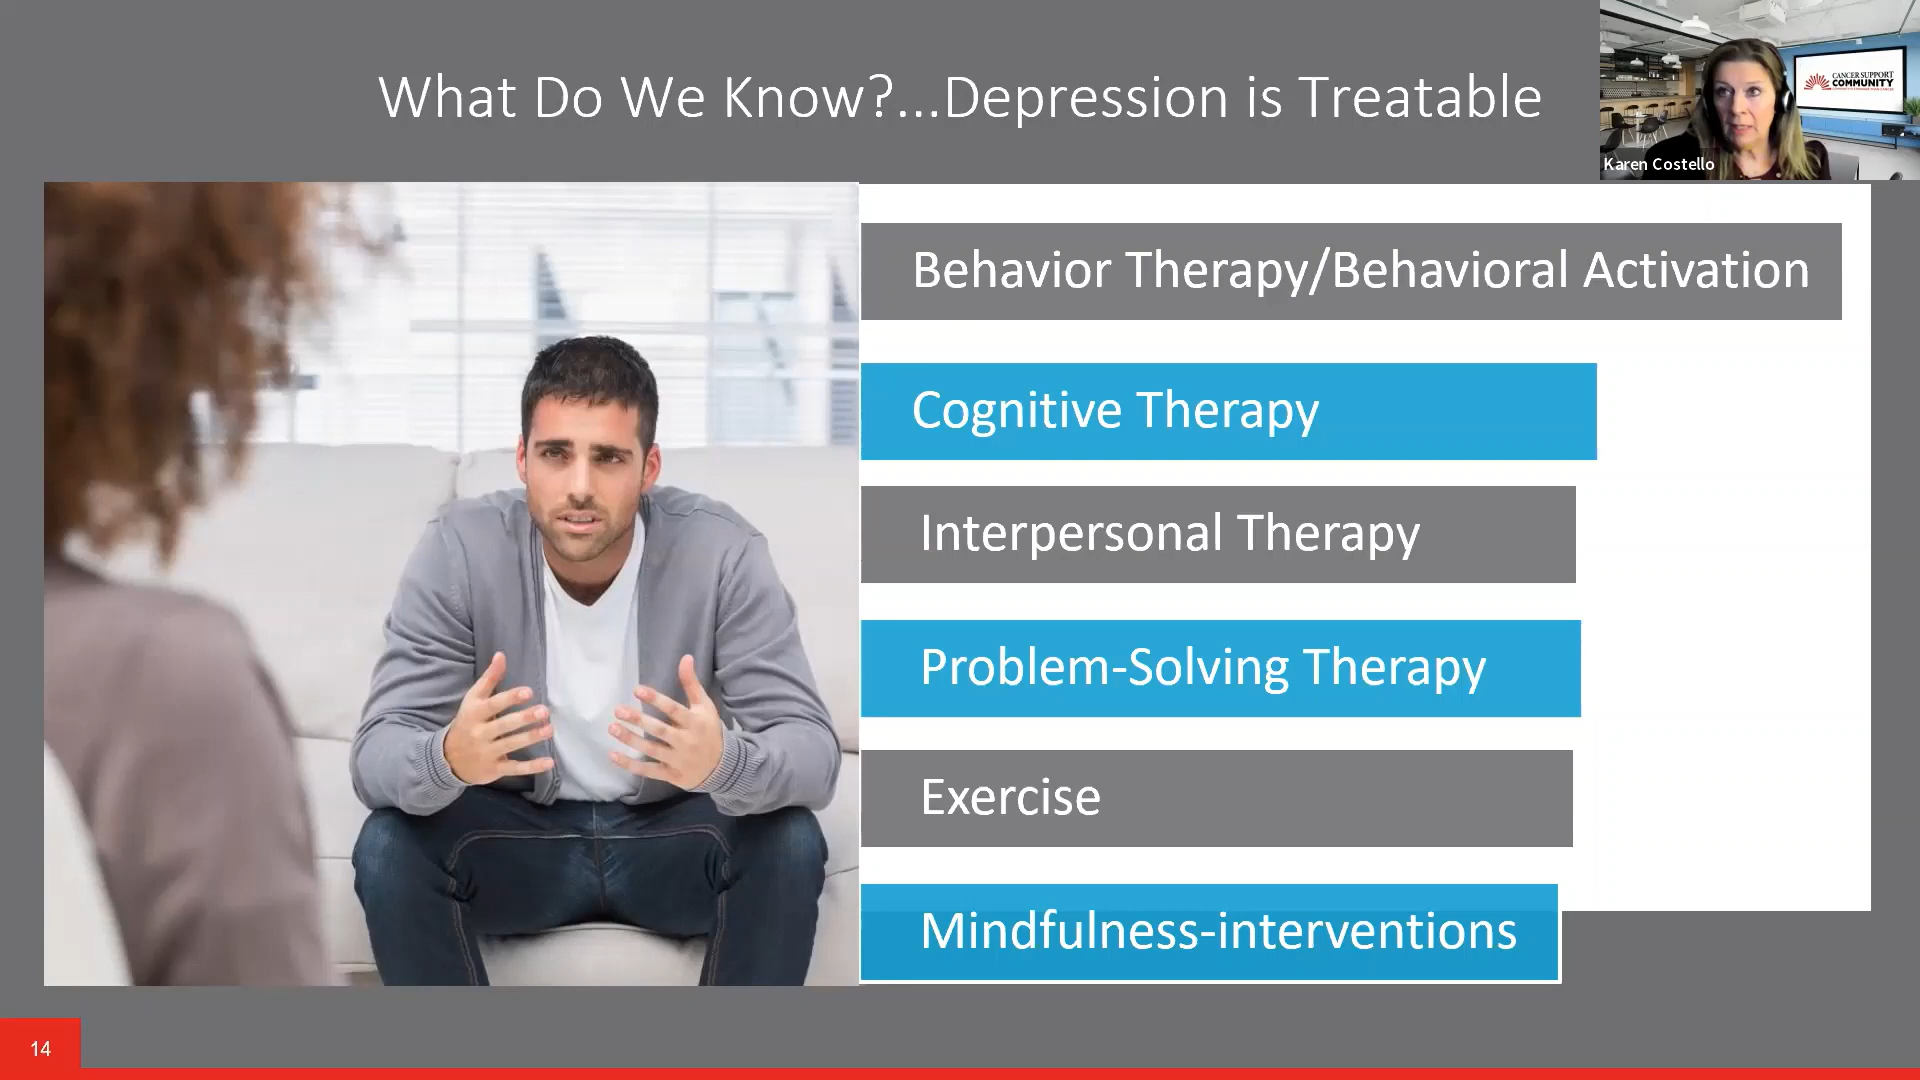 What Do We Know?...Depression is Treatable
CANCER SUPPORT
COMMUNITY
Karen Costello
Behavior Therapy/Behavioral Activation
Cognitive Therapy
Interpersonal Therapy
Problem-Solving Therapy
Exercise
Mindfulness-interventions
14